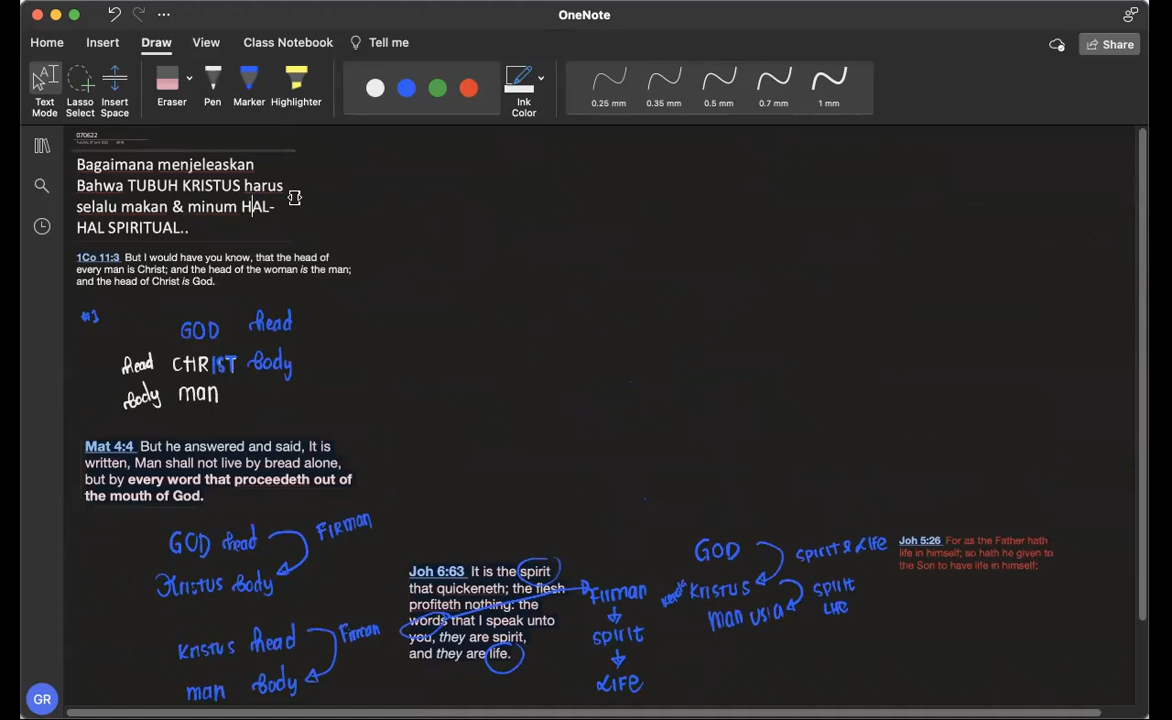 OneNote
Home Insert Draw View Class Notebook Tell me
Share
Text Mode
Lasso Select
Insert Space
Eraser
Pen
Marker
Highlighter
Ink Color
0.25 mm 0.35 mm 0.5 mm 0.7 mm 1 mm
070622
Bagaimana menjeleaskan
Bahwa TUBUH KRISTUS harus
selalu makan & minum HAL-
HAL SPIRITUAL..
1Co 11:3 But I would have you know, that the head of
every man is Christ; and the head of the woman is the man;
and the head of Christ is God.
#1
GOD head
head CHRIST body
body man
Mat 4:4 But he answered and said, It is
written, Man shall not live by bread alone,
but by every word that proceedeth out of
the mouth of God.
GOD head Firman
Kristus body
Kristus head Firman
man body
Joh 6:63 It is the spirit
that quickeneth; the flesh
profiteth nothing: the
words that I speak unto
you, they are spirit,
and they are life.
Firman
spirit
LIFE
GOD spirit & Life
Kristus
manusia spirit
LIFE
Joh 5:26 For as the Father hath
life in himself; so hath he given to
the Son to have life in himself;
GR